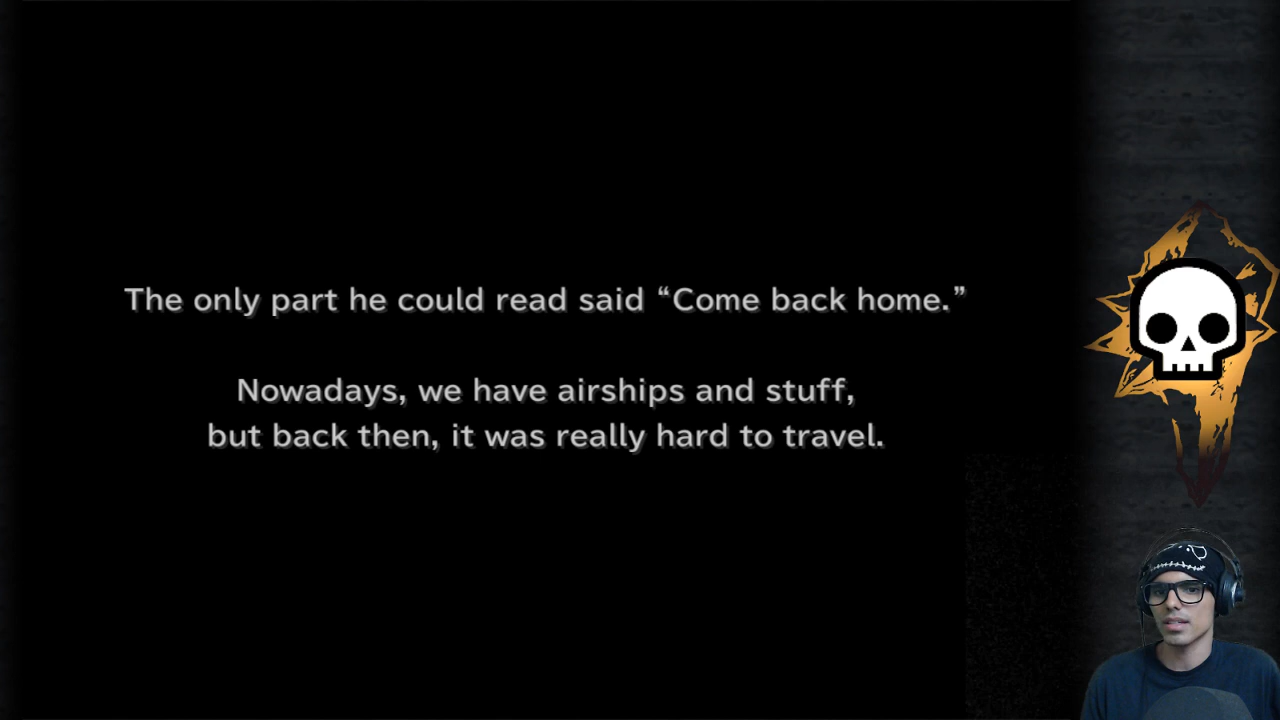 The only part he could read said “Come back home.”
Nowadays, we have airships and stuff,
but back then, it was really hard to travel.